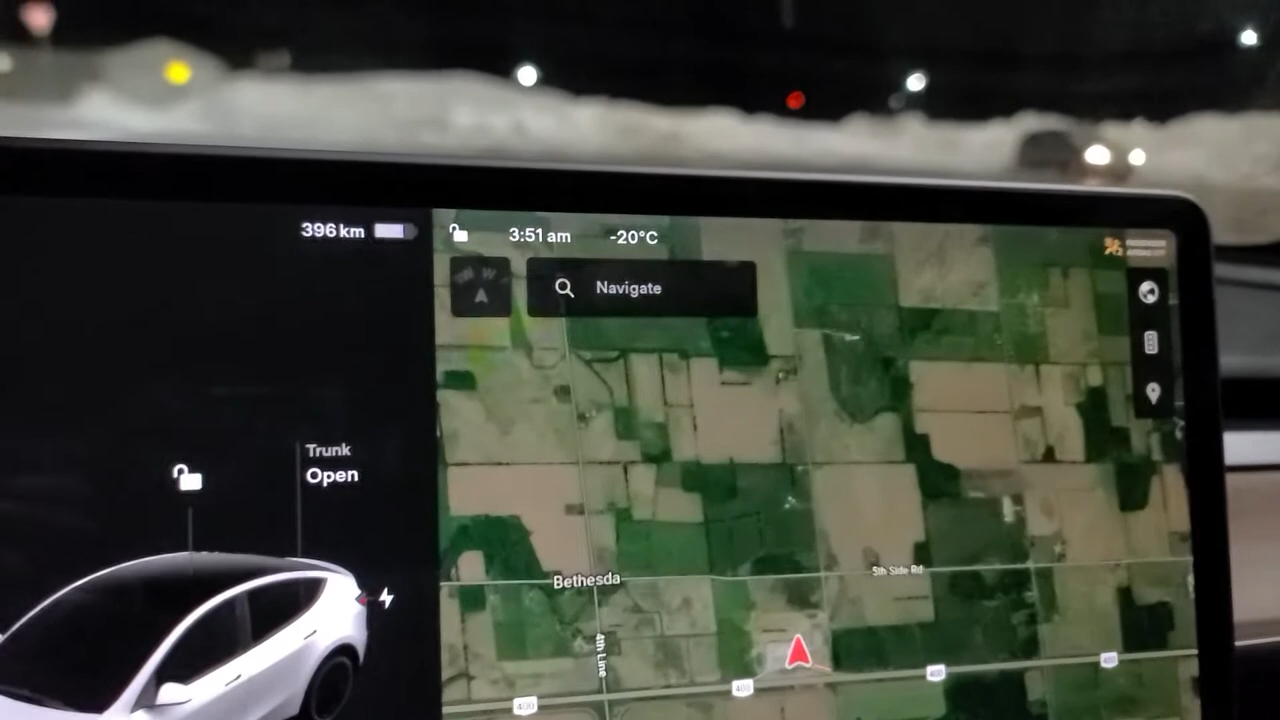 396 km
3:51 am
-20°C
W
Navigate
Trunk
Open
Bethesda
5th Side Rd
4th Line
400
400
400
400